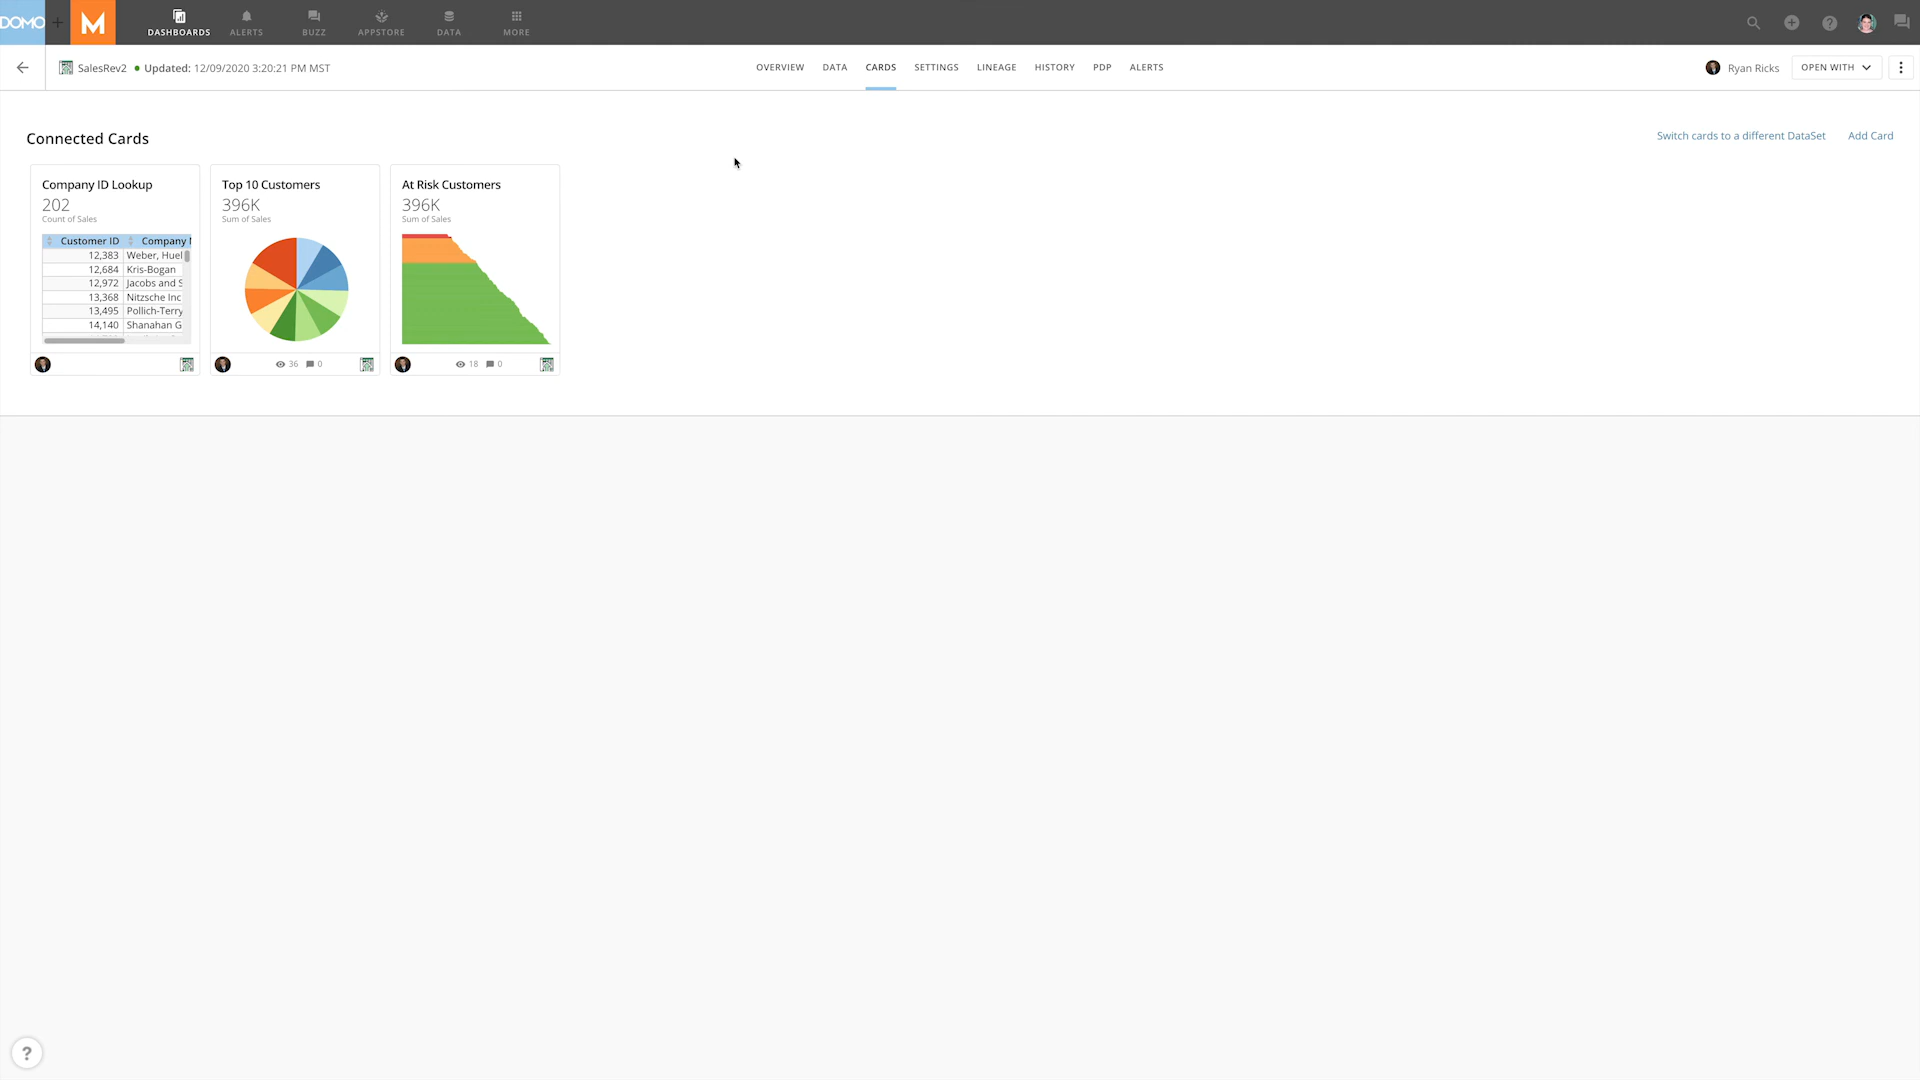 DOMO
M
DASHBOARDS ALERTS BUZZ APPSTORE DATA MORE
SalesRev2 Updated: 12/09/2020 3:20:21 PM MST
OVERVIEW DATA CARDS SETTINGS LINEAGE HISTORY PDP ALERTS
Ryan Ricks OPEN WITH
Connected Cards
Switch cards to a different DataSet Add Card
Company ID Lookup
202
Count of Sales
Customer ID Company
12,383 Weber, Huel
12,684 Kris-Bogan
12,972 Jacobs and S
13,368 Nitzsche Inc
13,495 Pollich-Terry
14,140 Shanahan G
Top 10 Customers
396K
Sum of Sales
36 0
At Risk Customers
396K
Sum of Sales
18 0
?